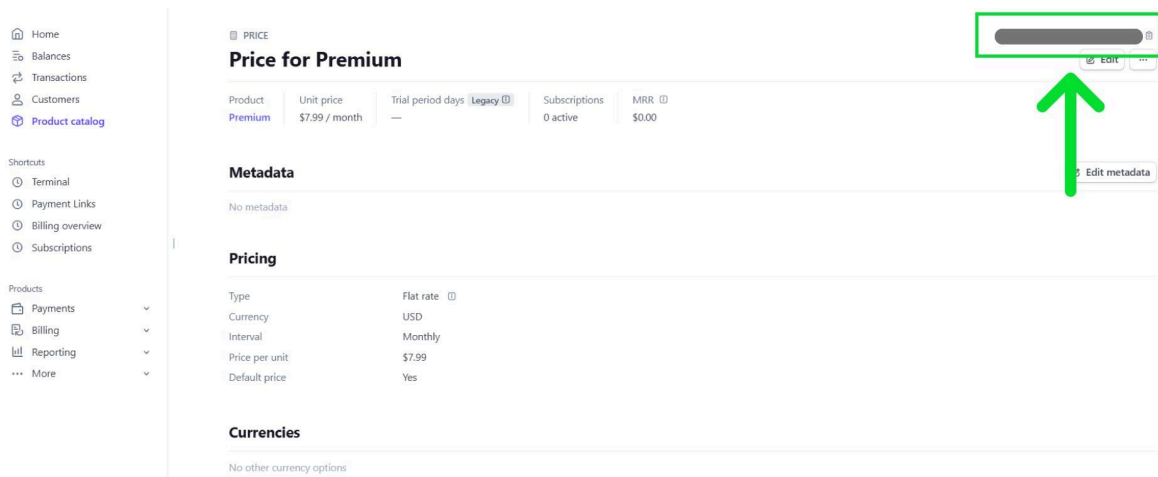 Home
Balances
Transactions
Customers
Product catalog
Shortcuts
Terminal
Payment Links
Billing overview
Subscriptions
Products
Payments
Billing
Reporting
More
PRICE
Price for Premium
Edit
Product Unit price Trial period days Legacy Subscriptions MRR
Premium $7.99 / month — 0 active $0.00
Metadata
Edit metadata
No metadata
Pricing
Type Flat rate
Currency USD
Interval Monthly
Price per unit $7.99
Default price Yes
Currencies
No other currency options